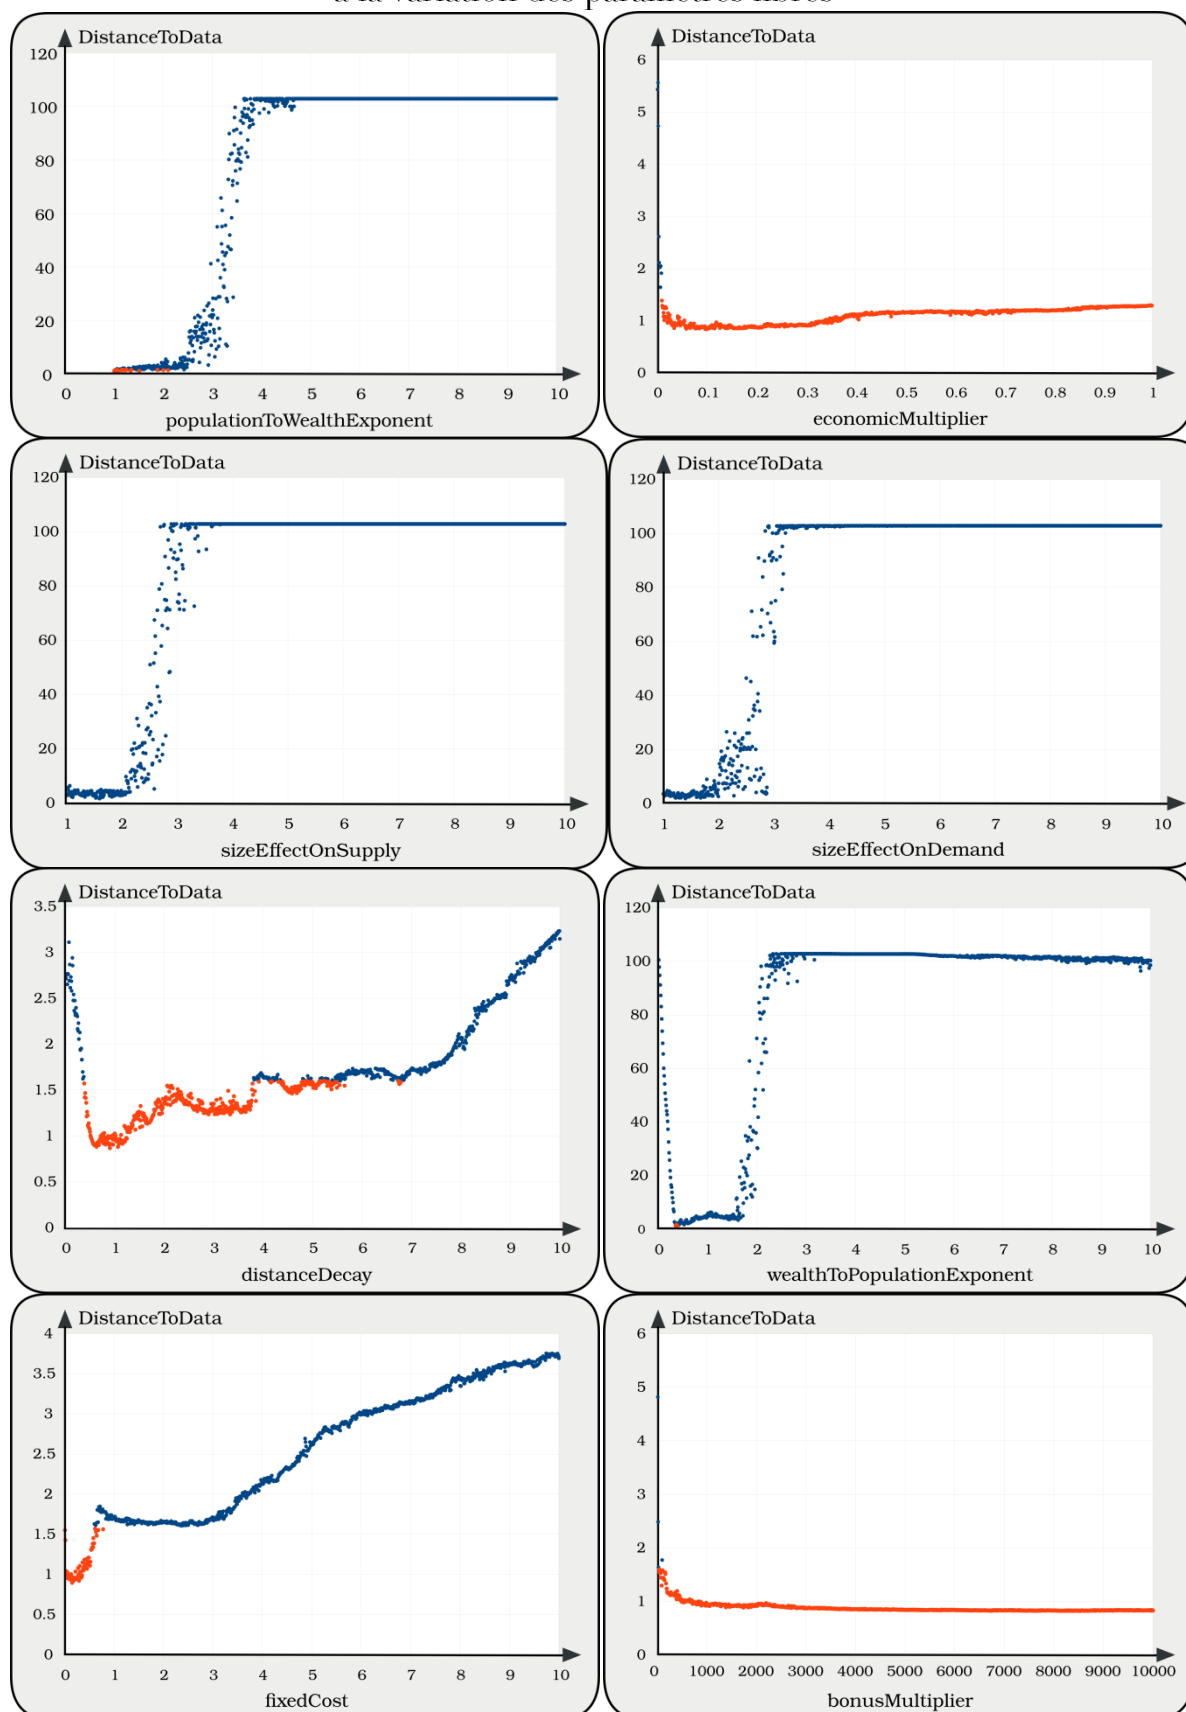 à la variation des paramètres libres
DistanceToData
120
100
80
60
40
20
0
0 1 2 3 4 5 6 7 8 9 10
populationToWealthExponent
DistanceToData
6
5
4
3
2
1
0
0 0.1 0.2 0.3 0.4 0.5 0.6 0.7 0.8 0.9 1
economicMultiplier
DistanceToData
120
100
80
60
40
20
0
1 2 3 4 5 6 7 8 9 10
sizeEffectOnSupply
DistanceToData
120
100
80
60
40
20
0
1 2 3 4 5 6 7 8 9 10
sizeEffectOnDemand
DistanceToData
3.5
3
2.5
2
1.5
1
0.5
0
0 1 2 3 4 5 6 7 8 9 10
distanceDecay
DistanceToData
120
100
80
60
40
20
0
0 1 2 3 4 5 6 7 8 9 10
wealthToPopulationExponent
DistanceToData
4
3.5
3
2.5
2
1.5
1
0.5
0
0 1 2 3 4 5 6 7 8 9 10
fixedCost
DistanceToData
6
5
4
3
2
1
0
0 1000 2000 3000 4000 5000 6000 7000 8000 9000 10000
bonusMultiplier